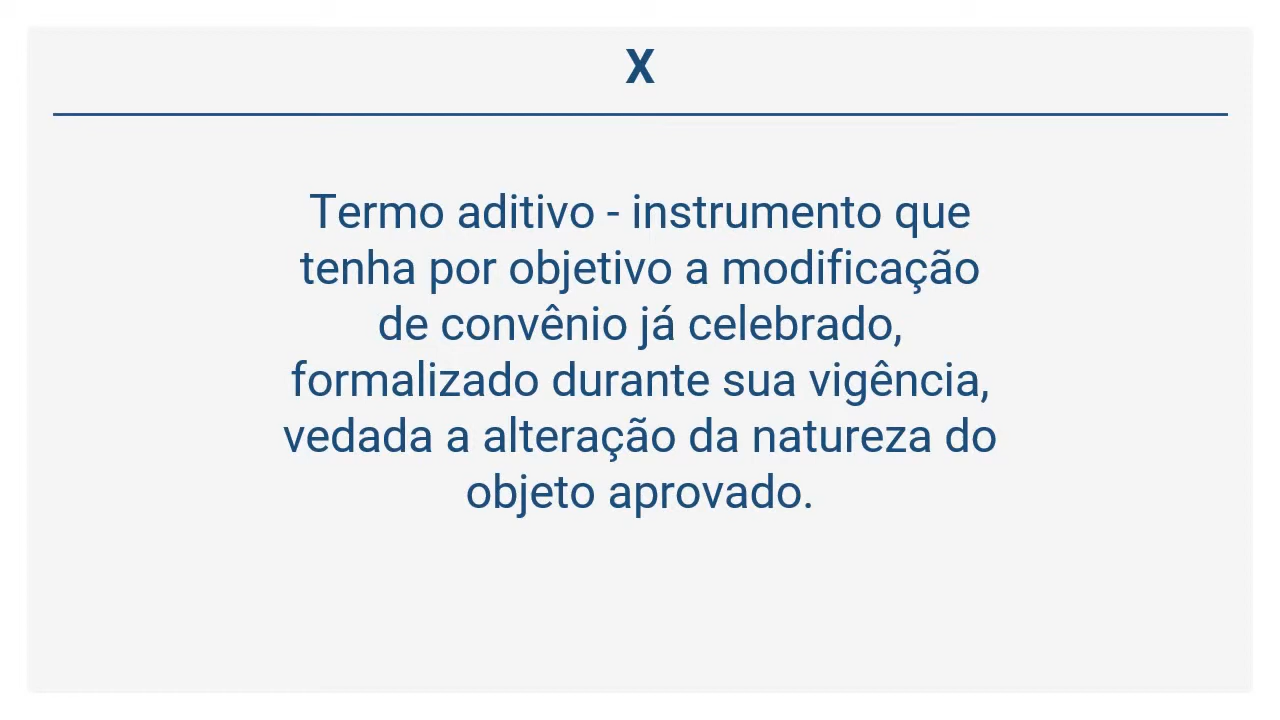 X
Termo aditivo - instrumento que
tenha por objetivo a modificação
de convênio já celebrado,
formalizado durante sua vigência,
vedada a alteração da natureza do
objeto aprovado.